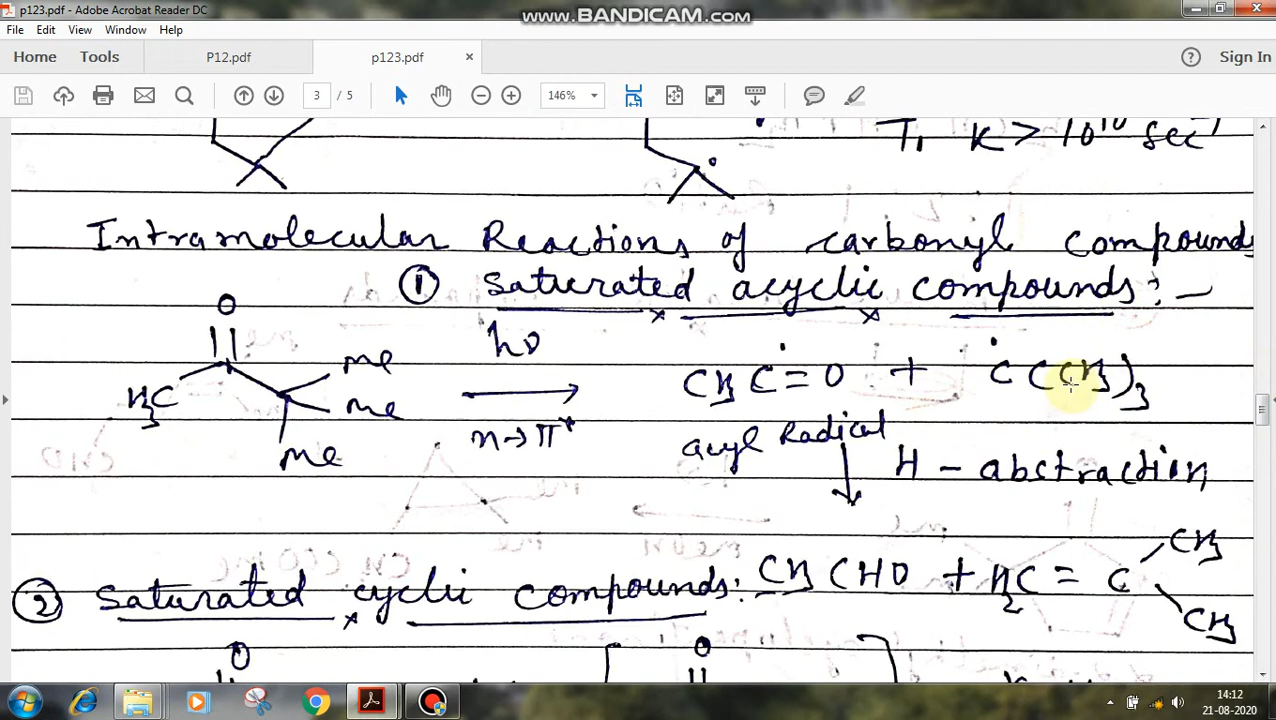 p123.pdf - Adobe Acrobat Reader DC
www.BANDICAM.com
File Edit View Window Help
Home Tools P12.pdf p123.pdf × Sign In
3 / 5 146%
T₁ K > 10¹⁰ sec⁻¹
Intramolecular Reactions of carbonyl compounds
① Saturated acyclic compounds : —
O
hν
me
H₃C me ĊH₃C = O + Ċ (CH₃)₃
n→π*
me
acyl Radical
H - abstraction
② Saturated cyclic compounds : CH₃CHO + H₂C = C
CH₃
CH₃
O O
14:12
21-08-2020